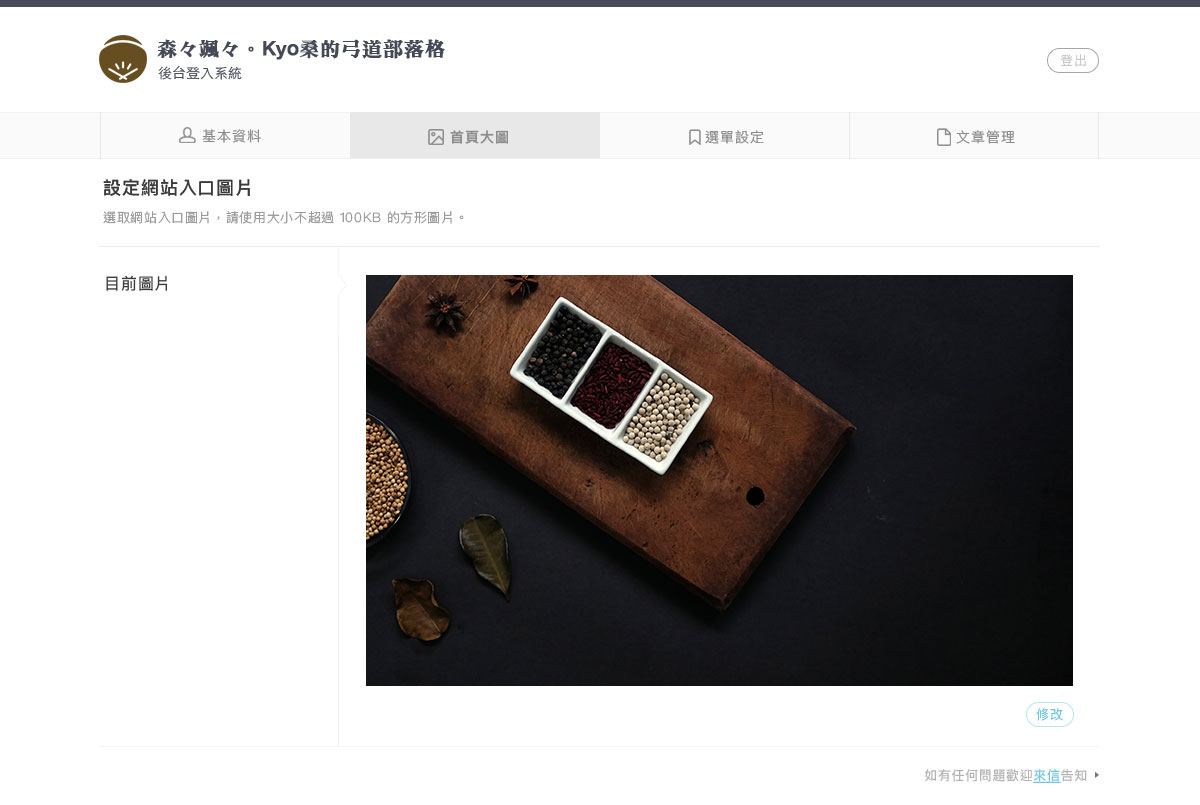 森々颯々。Kyo桑的弓道部落格
後台登入系統
登出
基本資料
首頁大圖
選單設定
文章管理
設定網站入口圖片
選取網站入口圖片，請使用大小不超過 100KB 的方形圖片。
目前圖片
修改
如有任何問題歡迎來信告知